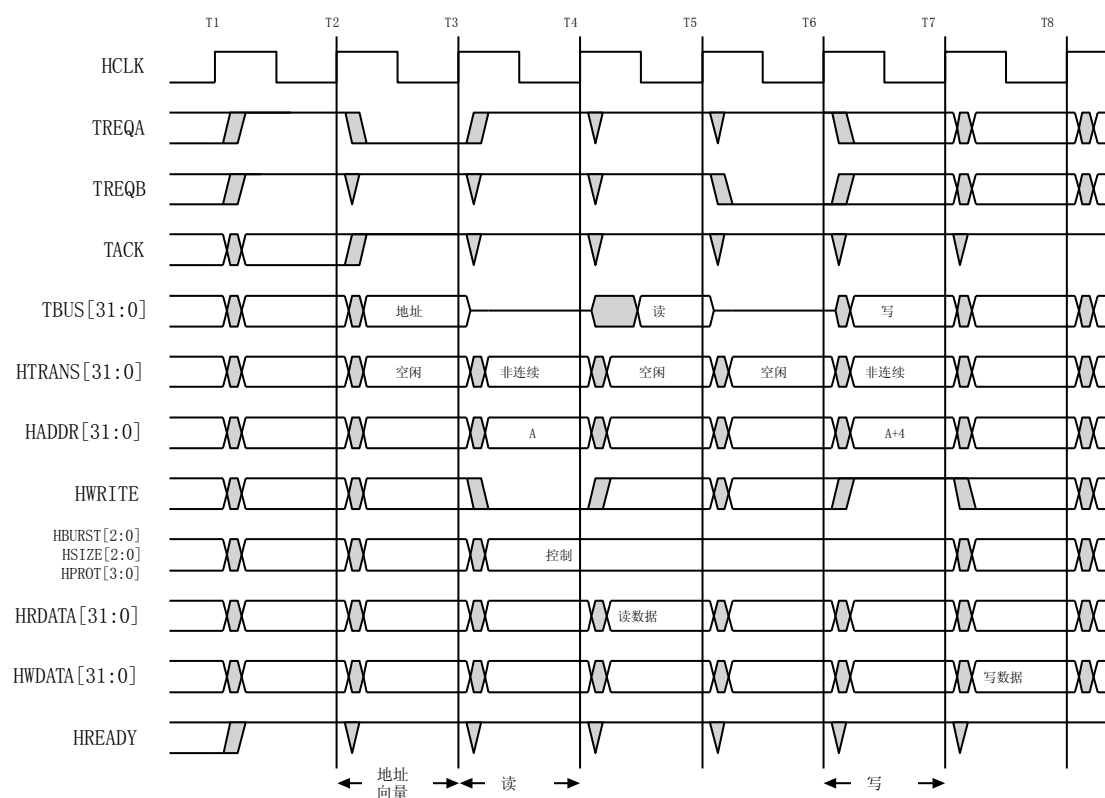 T1 T2 T3 T4 T5 T6 T7 T8
HCLK
TREQA
TREQB
TACK
TBUS[31:0] 地址 读 写
HTRANS[31:0] 空闲 非连续 空闲 空闲 非连续
HADDR[31:0] A A+4
HWRITE
HBURST[2:0]
HSIZE[2:0] 控制
HPROT[3:0]
HRDATA[31:0] 读数据
HWDATA[31:0] 写数据
HREADY
地址 读 写
向量